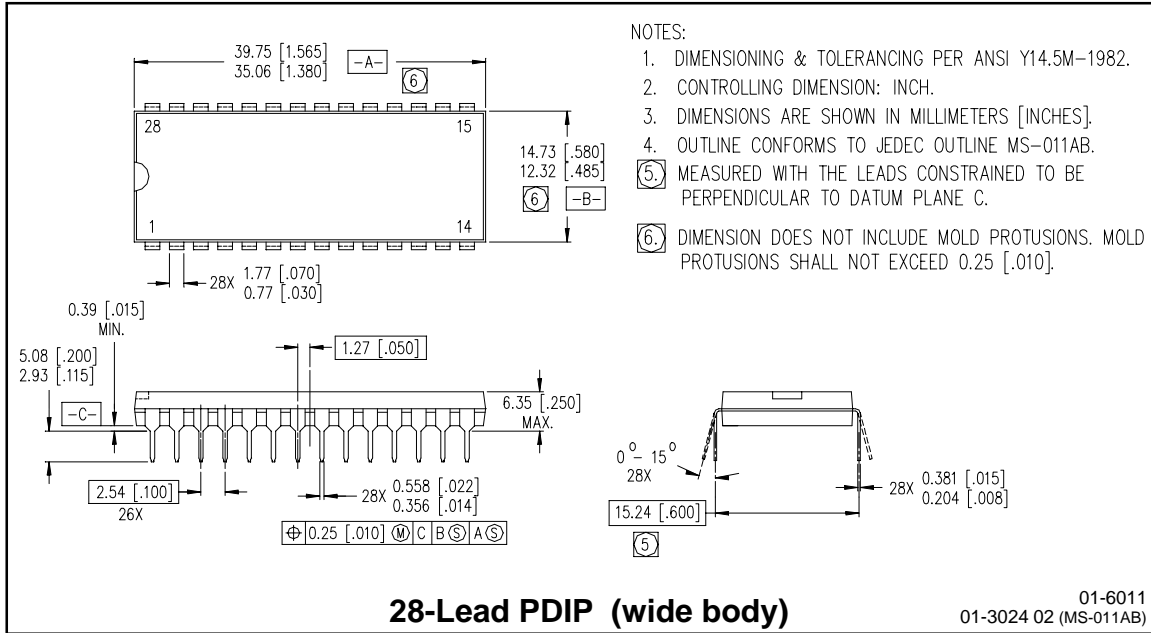 39.75 [1.565]
35.06 [1.380]
-A-
6
28
15
1
14
14.73 [.580]
12.32 [.485]
6
-B-
28X
1.77 [.070]
0.77 [.030]
NOTES:
1. DIMENSIONING & TOLERANCING PER ANSI Y14.5M-1982.
2. CONTROLLING DIMENSION: INCH.
3. DIMENSIONS ARE SHOWN IN MILLIMETERS [INCHES].
4. OUTLINE CONFORMS TO JEDEC OUTLINE MS-011AB.
5. MEASURED WITH THE LEADS CONSTRAINED TO BE
PERPENDICULAR TO DATUM PLANE C.
6. DIMENSION DOES NOT INCLUDE MOLD PROTUSIONS. MOLD
PROTUSIONS SHALL NOT EXCEED 0.25 [.010].
0.39 [.015]
MIN.
5.08 [.200]
2.93 [.115]
-C-
1.27 [.050]
6.35 [.250]
MAX.
2.54 [.100]
26X
28X
0.558 [.022]
0.356 [.014]
⌖ 0.25 [.010] Ⓜ C B Ⓢ A Ⓢ
0° - 15°
28X
15.24 [.600]
5
28X
0.381 [.015]
0.204 [.008]
28-Lead PDIP (wide body)
01-6011
01-3024 02 (MS-011AB)